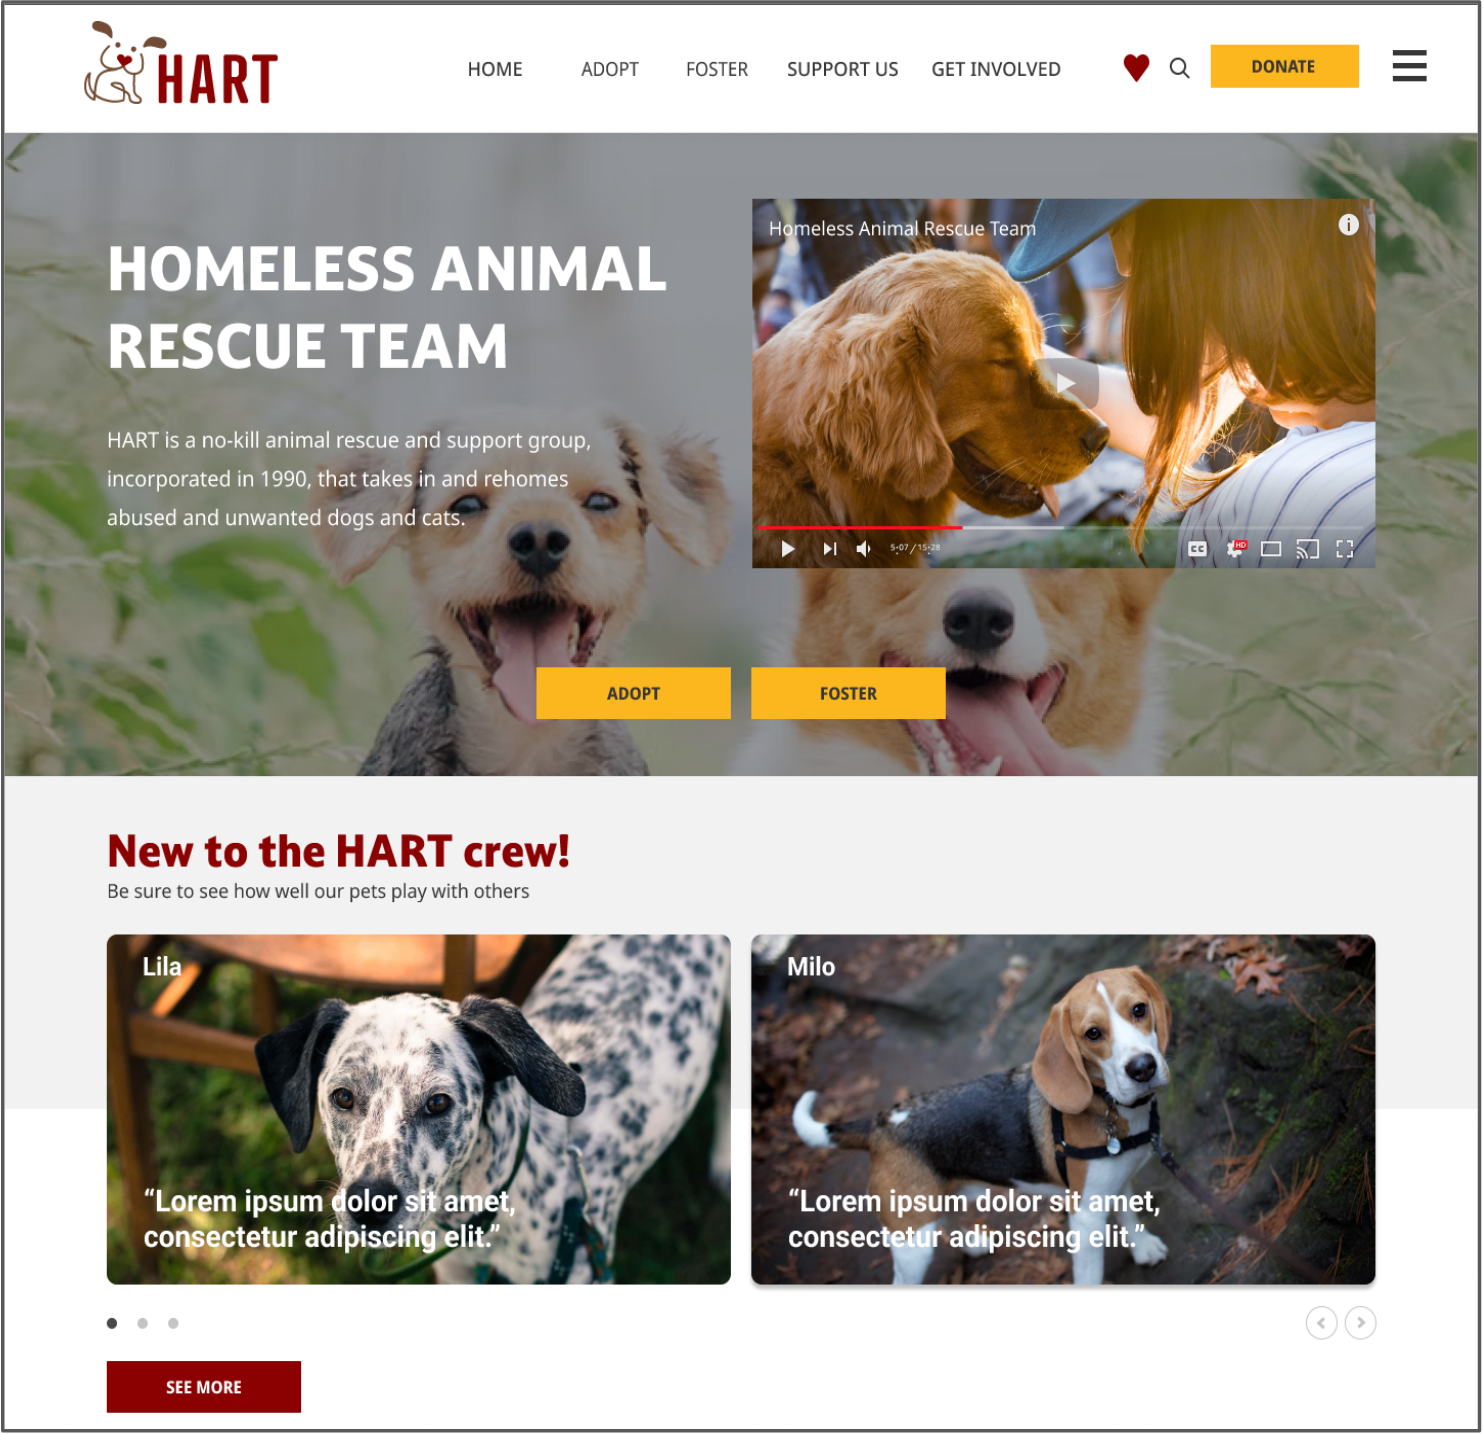 HART
HOME ADOPT FOSTER SUPPORT US GET INVOLVED DONATE
HOMELESS ANIMAL
RESCUE TEAM
HART is a no-kill animal rescue and support group,
incorporated in 1990, that takes in and rehomes
abused and unwanted dogs and cats.
Homeless Animal Rescue Team
i
5:07/15:28
CC
HD
ADOPT
FOSTER
New to the HART crew!
Be sure to see how well our pets play with others
Lila
“Lorem ipsum dolor sit amet,
consectetur adipiscing elit.”
Milo
“Lorem ipsum dolor sit amet,
consectetur adipiscing elit.”
SEE MORE